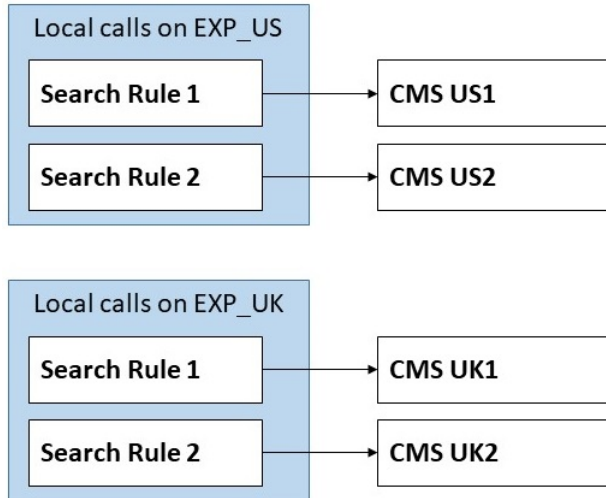 Local calls on EXP_US
Search Rule 1
CMS US1
Search Rule 2
CMS US2
Local calls on EXP_UK
Search Rule 1
CMS UK1
Search Rule 2
CMS UK2